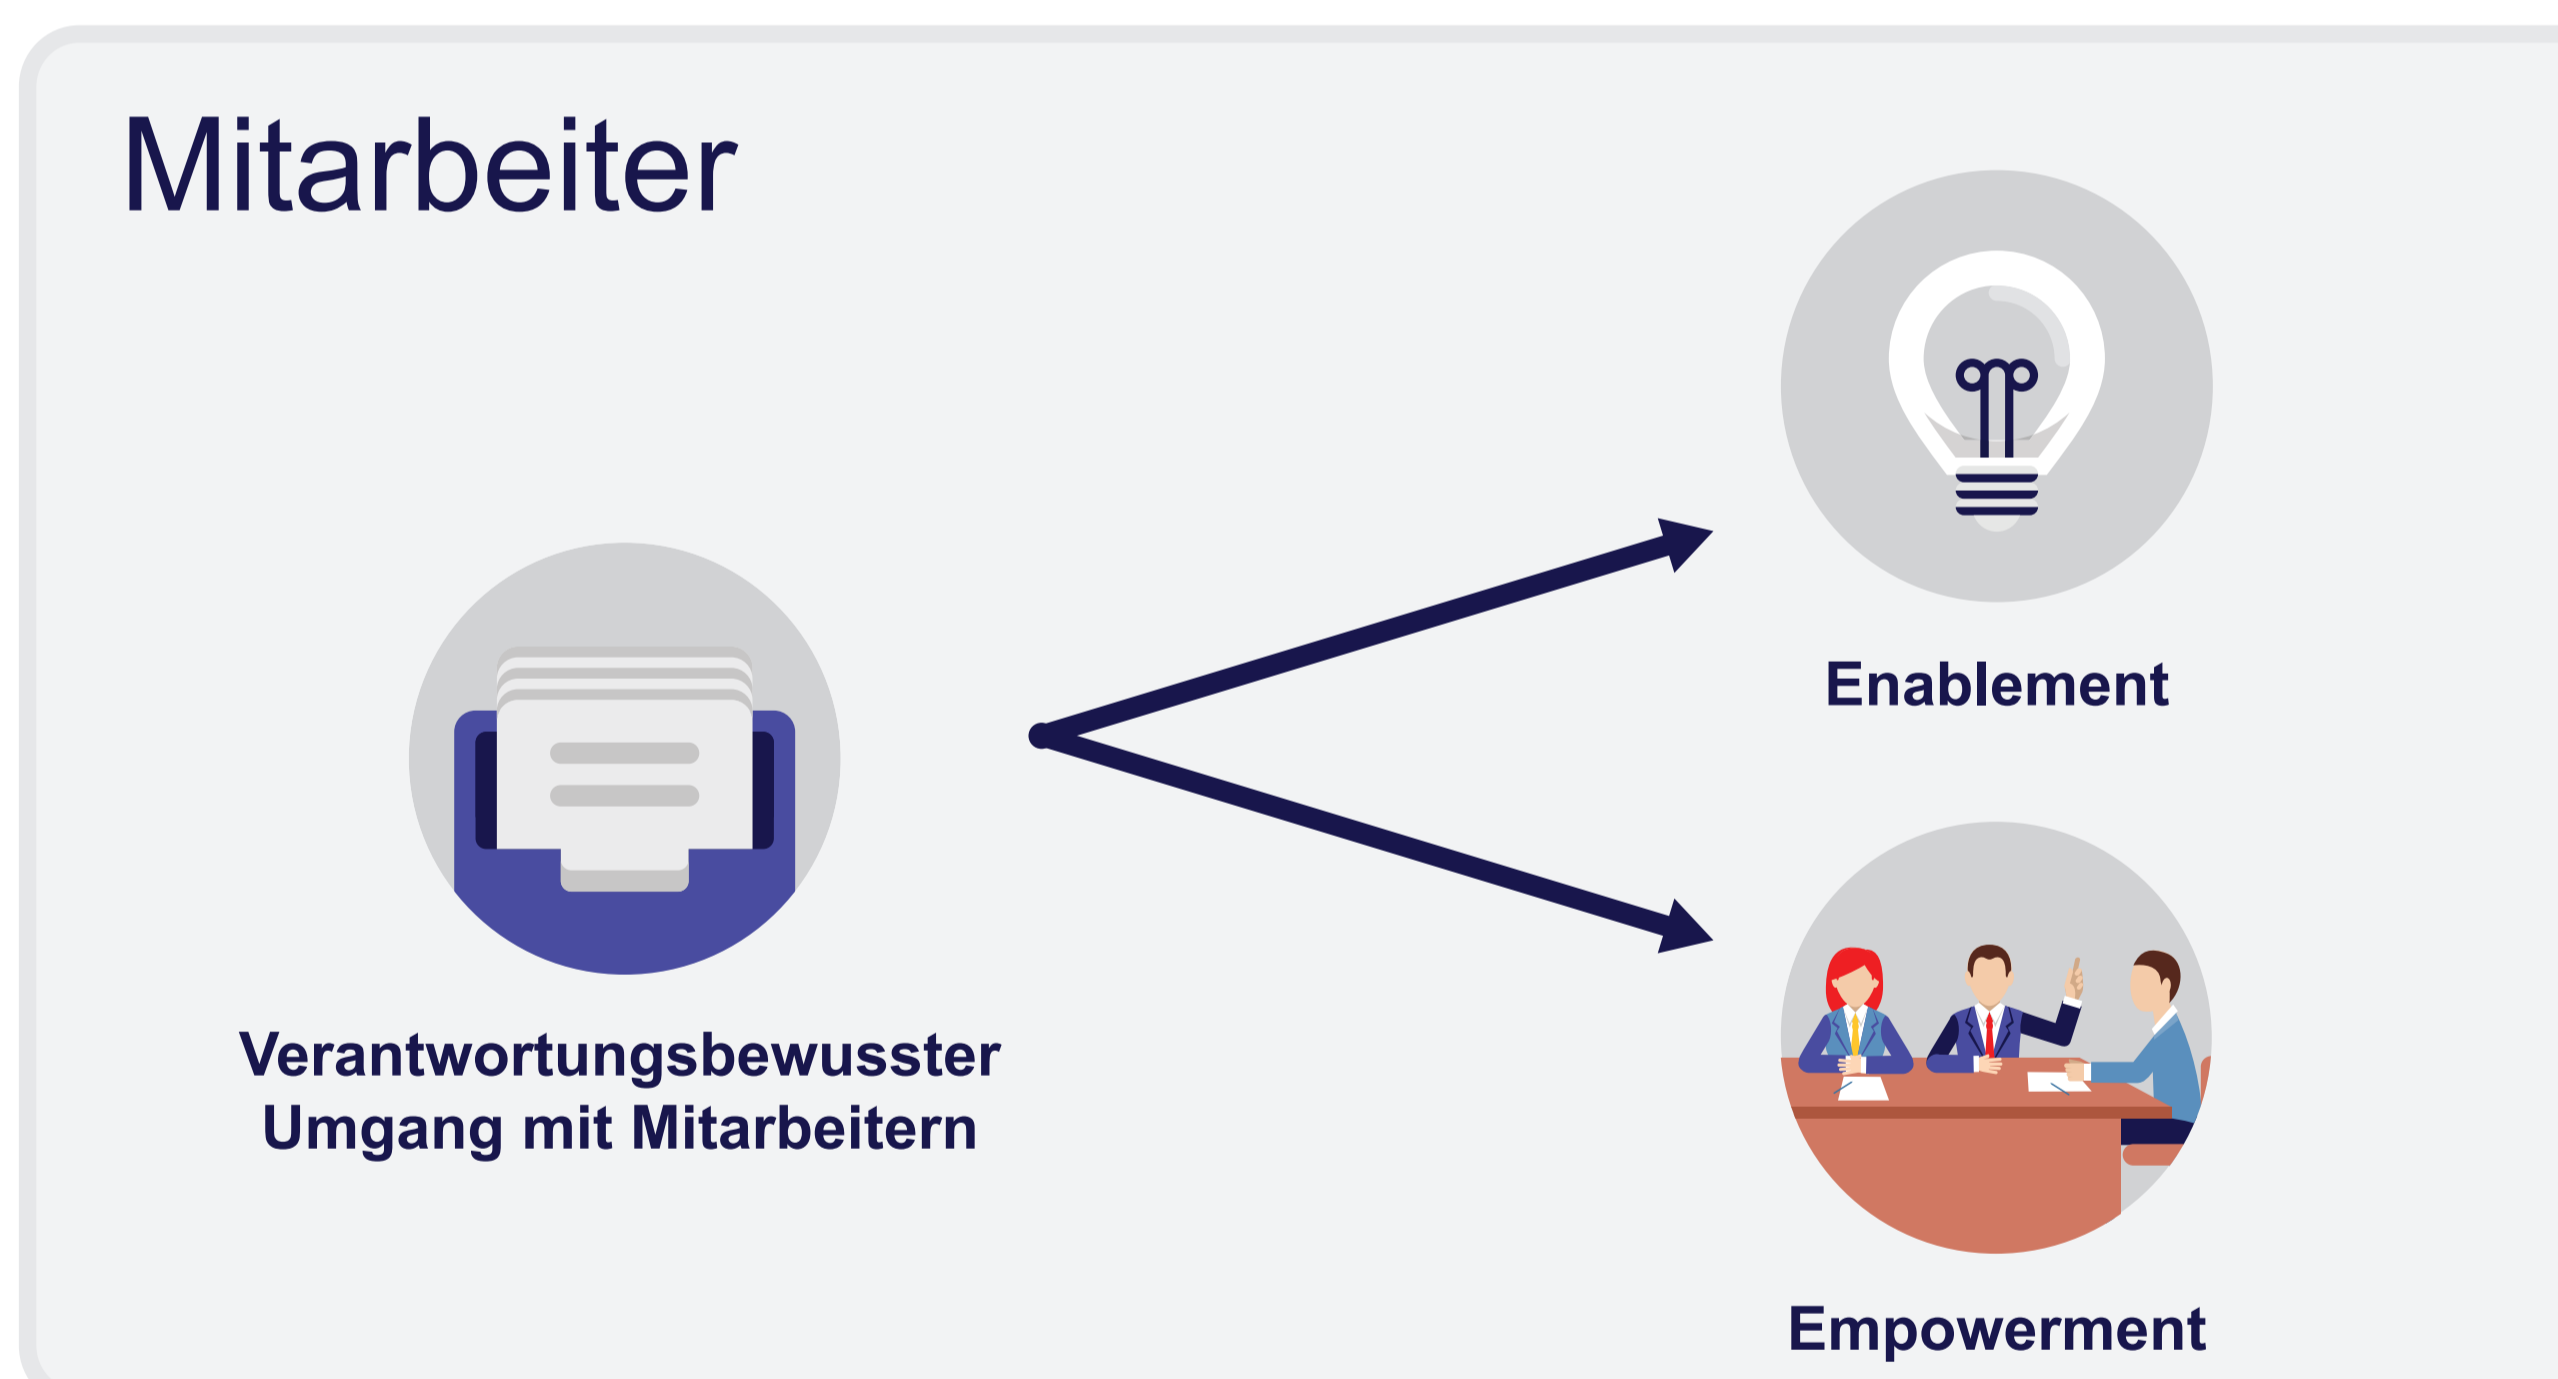 Mitarbeiter
Enablement
Verantwortungsbewusster
Umgang mit Mitarbeitern
Empowerment